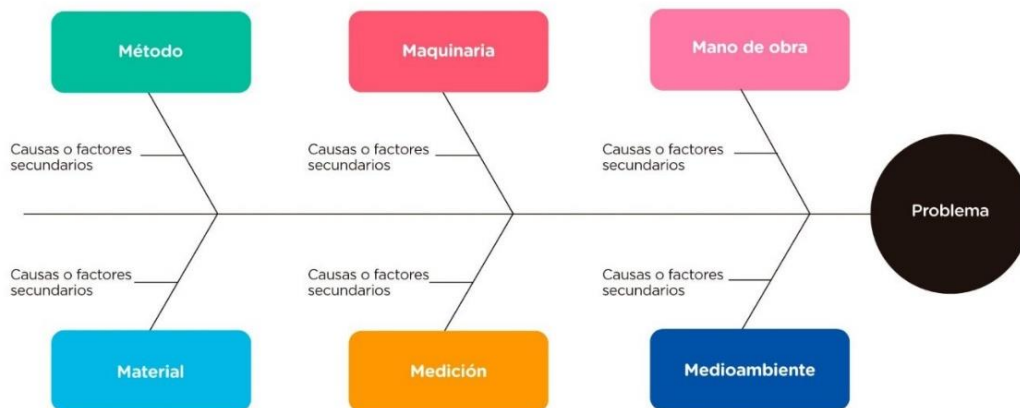 Método
Maquinaria
Mano de obra
Causas o factores
secundarios
Causas o factores
secundarios
Causas o factores
secundarios
Problema
Causas o factores
secundarios
Causas o factores
secundarios
Causas o factores
secundarios
Material
Medición
Medioambiente